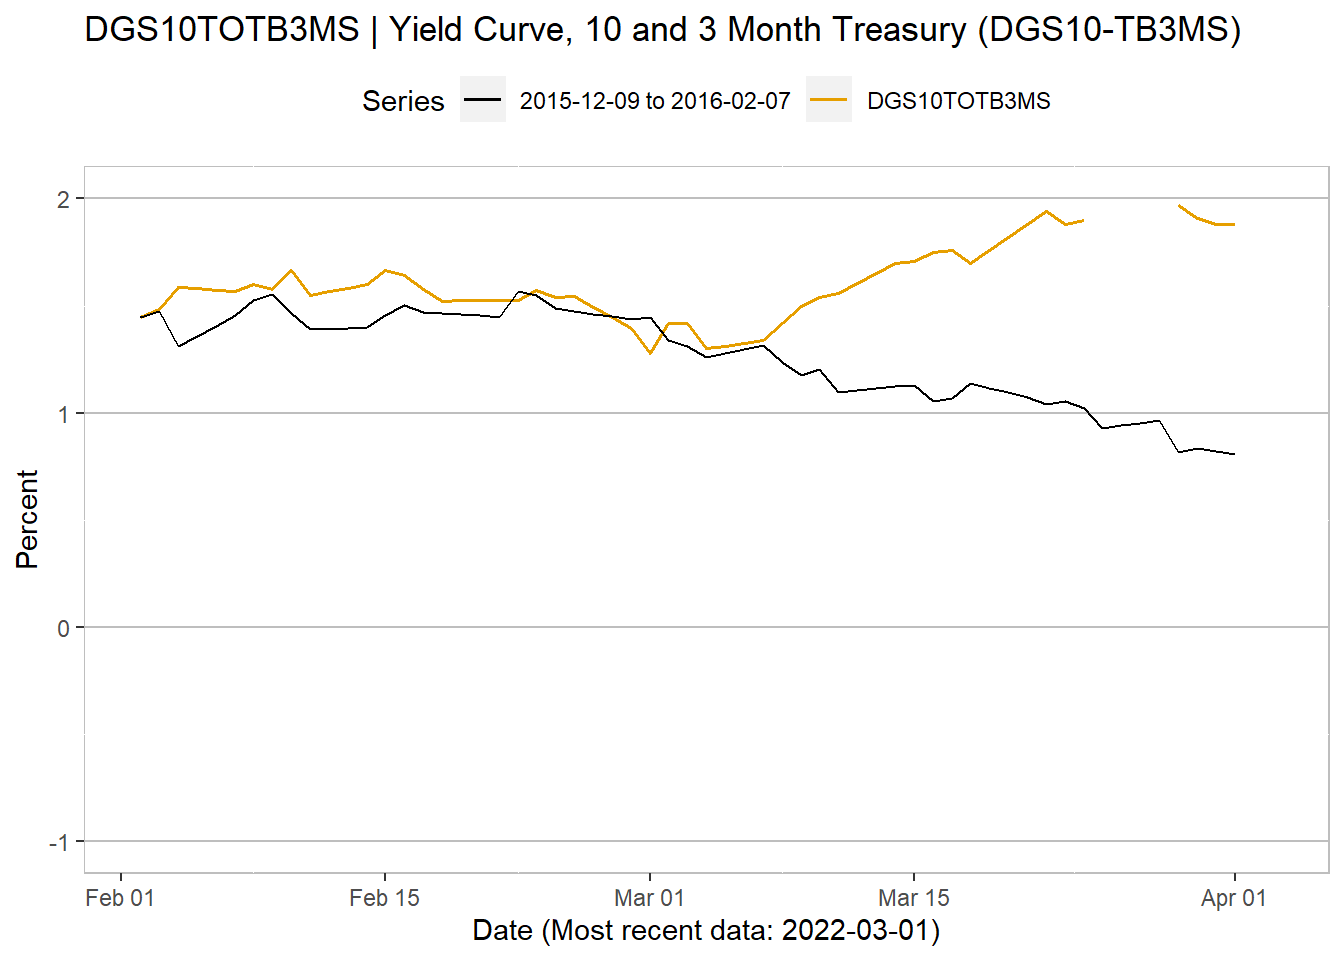 DGS10TOTB3MS | Yield Curve, 10 and 3 Month Treasury (DGS10-TB3MS)
Series 2015-12-09 to 2016-02-07 DGS10TOTB3MS
2
1
0
-1
Percent
Feb 01 Feb 15 Mar 01 Mar 15 Apr 01
Date (Most recent data: 2022-03-01)